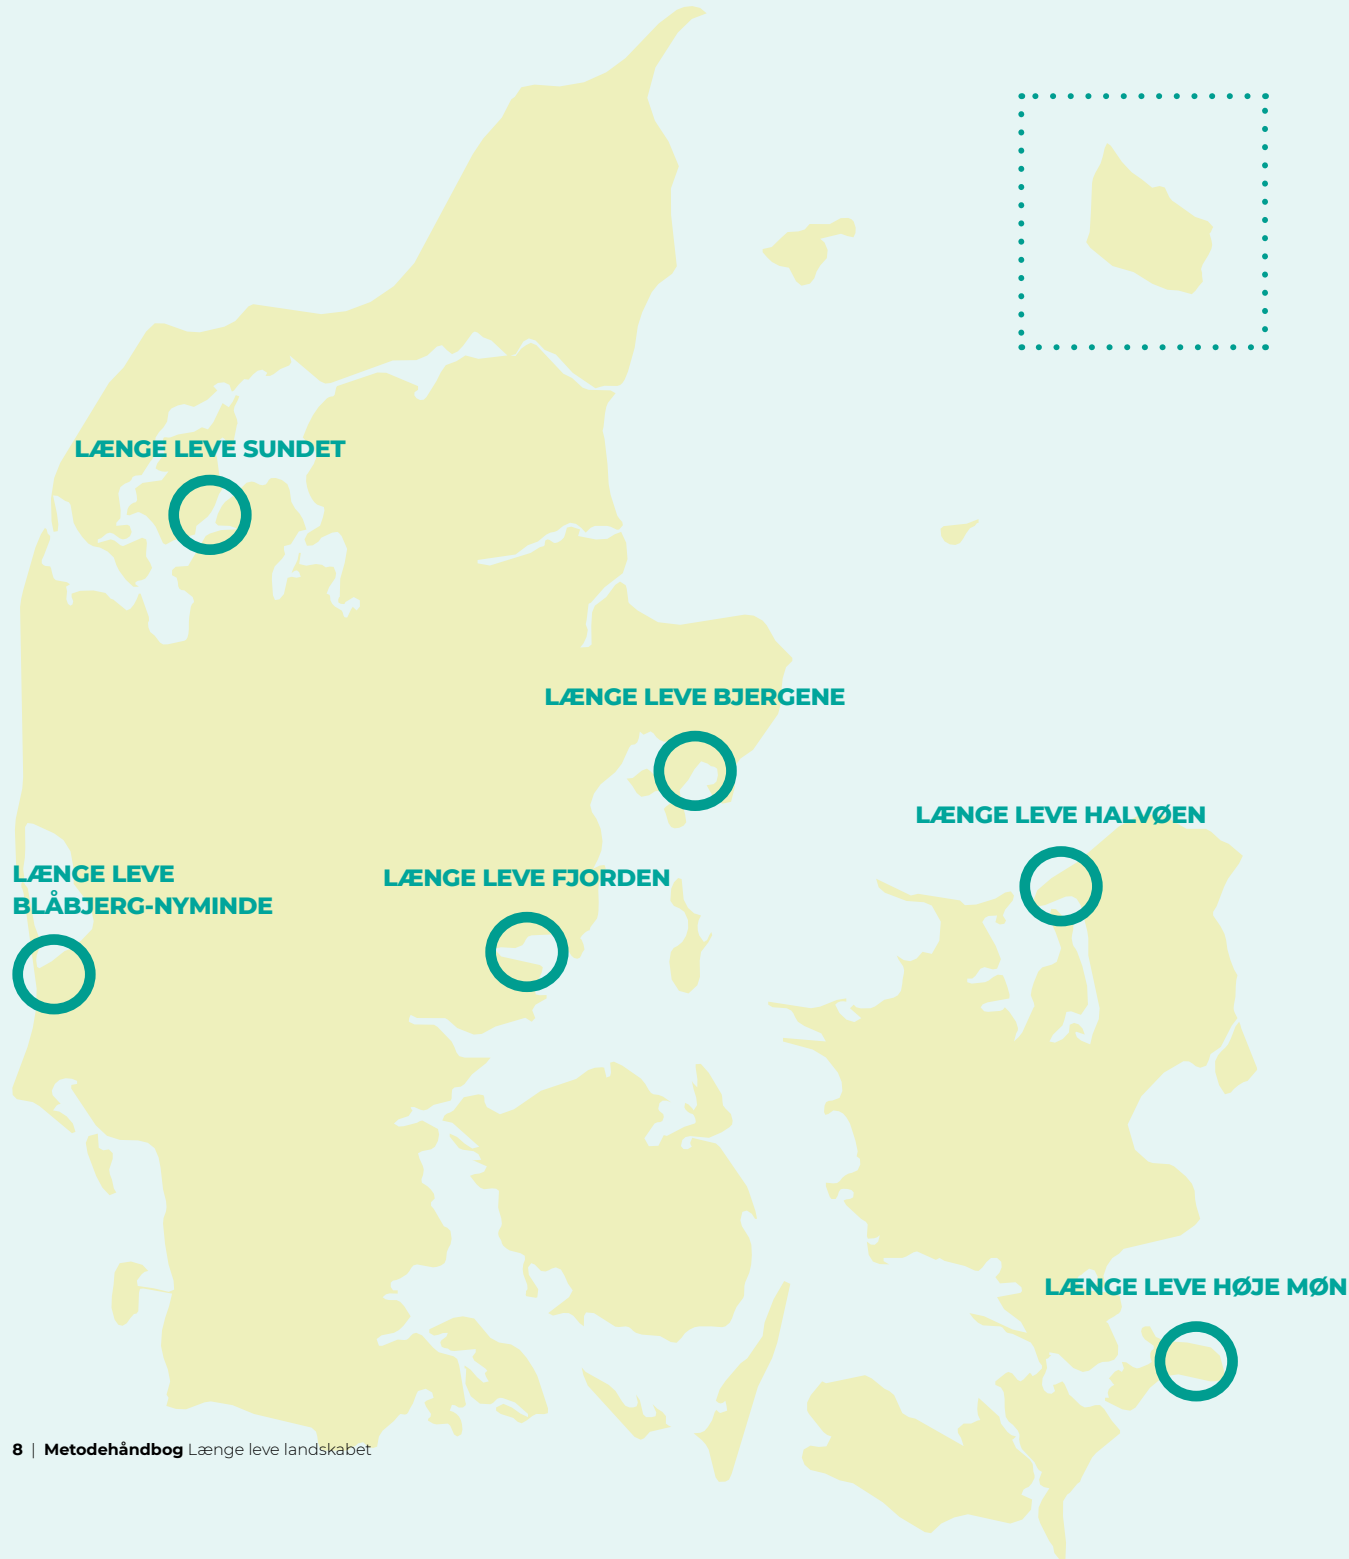 LÆNGE LEVE SUNDET
LÆNGE LEVE BJERGENE
LÆNGE LEVE HALVØEN
LÆNGE LEVE
BLÅBJERG-NYMINDE
LÆNGE LEVE FJORDEN
LÆNGE LEVE HØJE MØN
8 | Metodehåndbog Længe leve landskabet